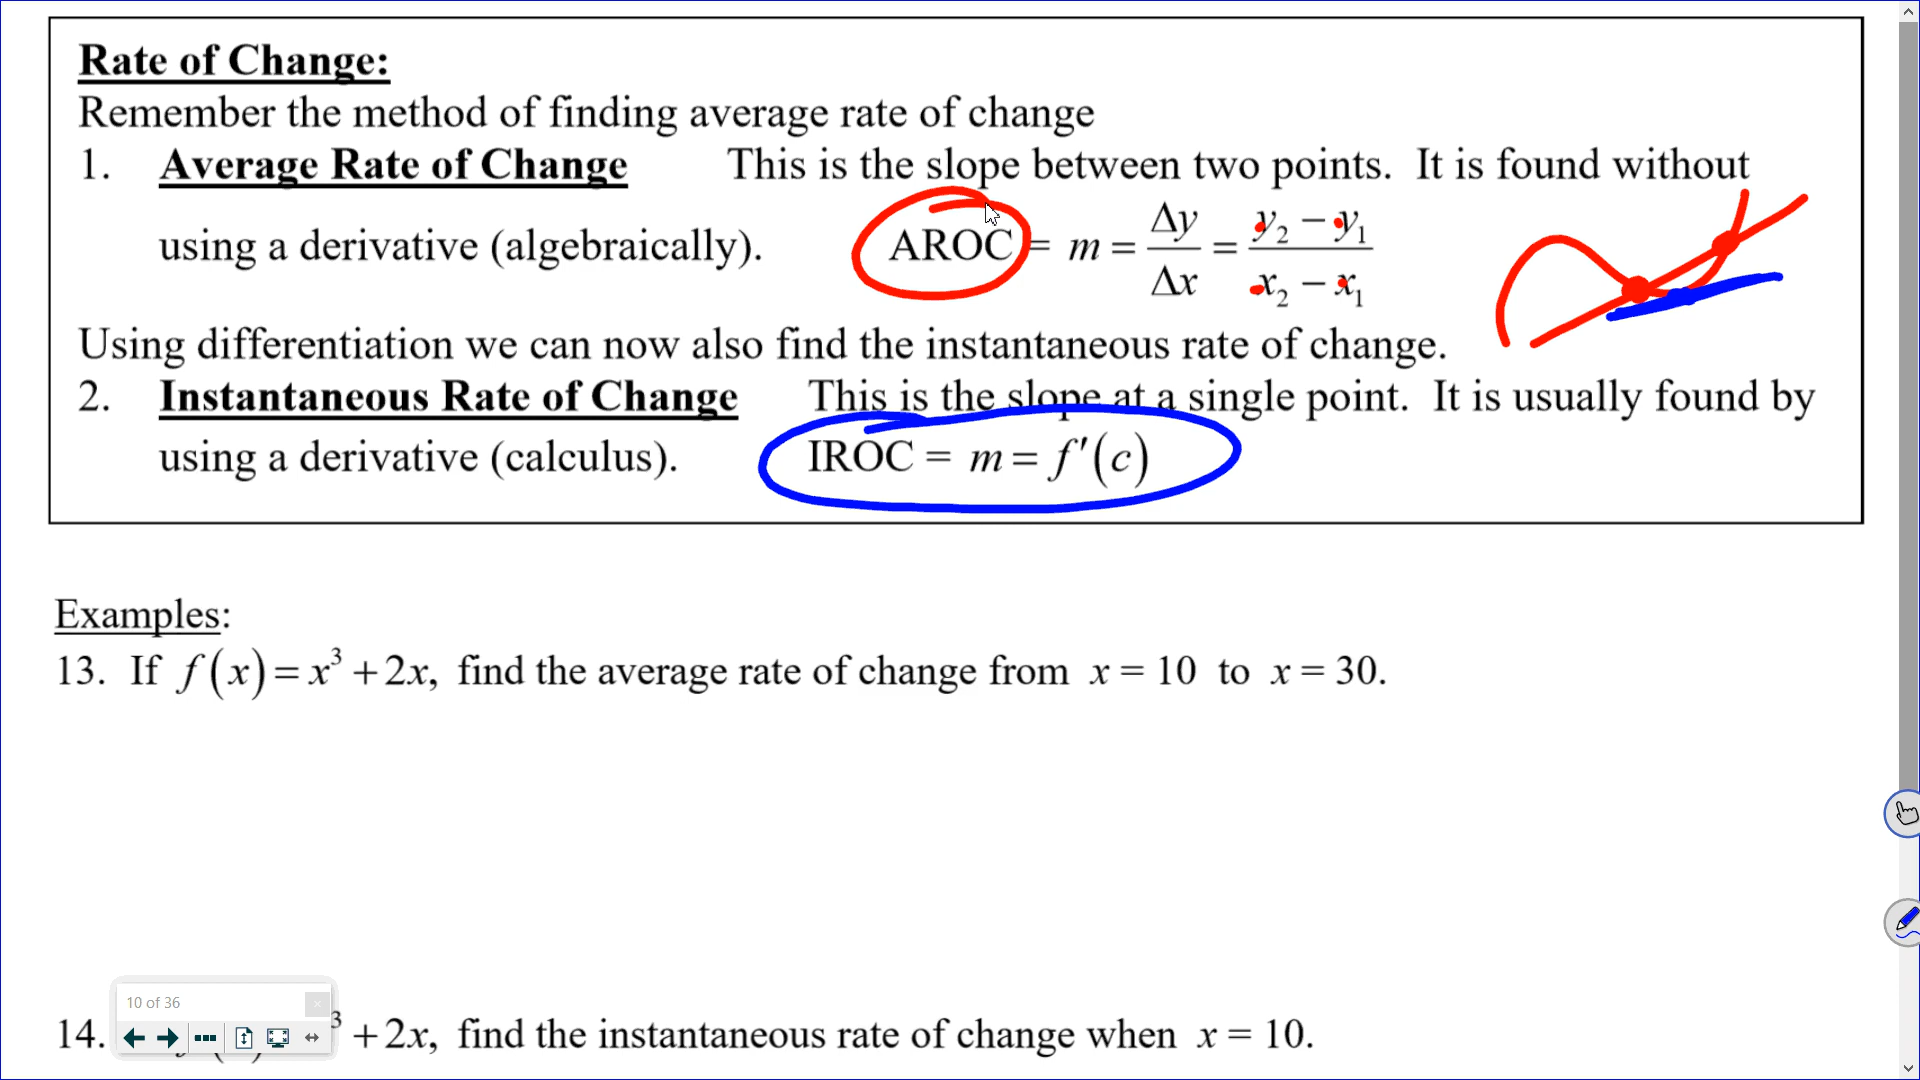 Rate of Change:
Remember the method of finding average rate of change
1. Average Rate of Change This is the slope between two points. It is found without
using a derivative (algebraically). AROC = m = Δy/Δx = (y₂ − y₁)/(x₂ − x₁)
Using differentiation we can now also find the instantaneous rate of change.
2. Instantaneous Rate of Change This is the slope at a single point. It is usually found by
using a derivative (calculus). IROC = m = f′(c)
Examples:
13. If f(x) = x³ + 2x, find the average rate of change from x = 10 to x = 30.
10 of 36
14. ³ + 2x, find the instantaneous rate of change when x = 10.